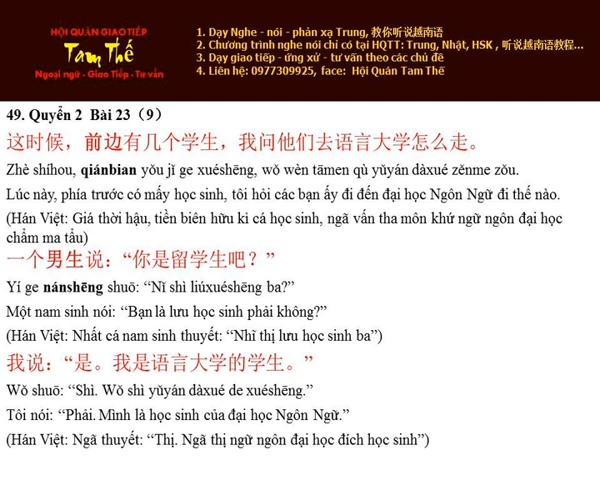 HỘI QUÁN GIAO TIẾP
Tam Thế
Ngoại ngữ - Giao Tiếp - Tư vấn
1. Dạy Nghe - nói - phản xạ Trung, 教你听说越南语
2. Chương trình nghe nói chỉ có tại HQTT: Trung, Nhật, HSK , 听说越南语教程...
3. Dạy giao tiếp - ứng xử - tư vấn theo các chủ đề
4. Liên hệ: 0977309925, face: Hội Quán Tam Thế
49. Quyển 2 Bài 23（9）
这时候，前边有几个学生，我问他们去语言大学怎么走。
Zhè shíhou, qiánbian yǒu jǐ ge xuéshēng, wǒ wèn tāmen qù yǔyán dàxué zěnme zǒu.
Lúc này, phía trước có mấy học sinh, tôi hỏi các bạn ấy đi đến đại học Ngôn Ngữ đi thế nào.
(Hán Việt: Giá thời hậu, tiền biên hữu kỉ cá học sinh, ngã vấn tha môn khứ ngữ ngôn đại học
chẩm ma tẩu)
一个男生说：“你是留学生吧？”
Yí ge nánshēng shuō: “Nǐ shì liúxuéshēng ba?”
Một nam sinh nói: “Bạn là lưu học sinh phải không?”
(Hán Việt: Nhất cá nam sinh thuyết: “Nhĩ thị lưu học sinh ba”)
我说：“是。我是语言大学的学生。”
Wǒ shuō: “Shì. Wǒ shì yǔyán dàxué de xuéshēng.”
Tôi nói: “Phải. Mình là học sinh của đại học Ngôn Ngữ.”
(Hán Việt: Ngã thuyết: “Thị. Ngã thị ngữ ngôn đại học đích học sinh”)